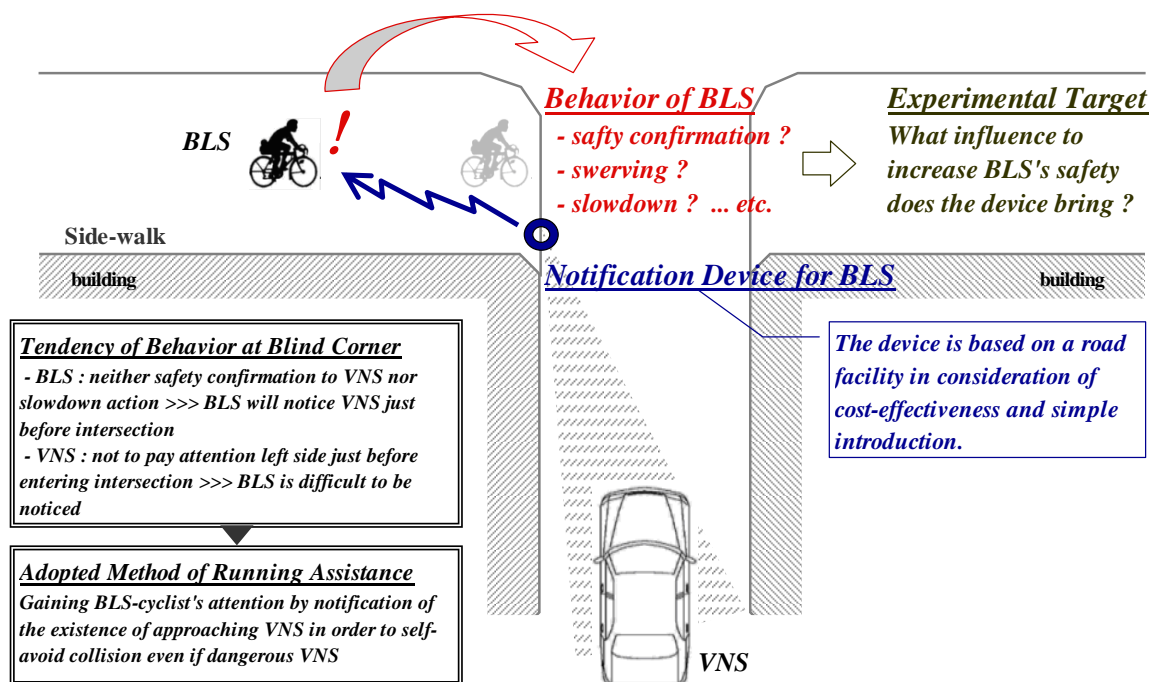 BLS
!
Behavior of BLS
- safty confirmation ?
- swerving ?
- slowdown ? ... etc.
Experimental Target
What influence to
increase BLS's safety
does the device bring ?
Side-walk
building
Notification Device for BLS
building
The device is based on a road
facility in consideration of
cost-effectiveness and simple
introduction.
Tendency of Behavior at Blind Corner
- BLS : neither safety confirmation to VNS nor
slowdown action >>> BLS will notice VNS just
before intersection
- VNS : not to pay attention left side just before
entering intersection >>> BLS is difficult to be
noticed
Adopted Method of Running Assistance
Gaining BLS-cyclist's attention by notification of
the existence of approaching VNS in order to self-
avoid collision even if dangerous VNS
VNS